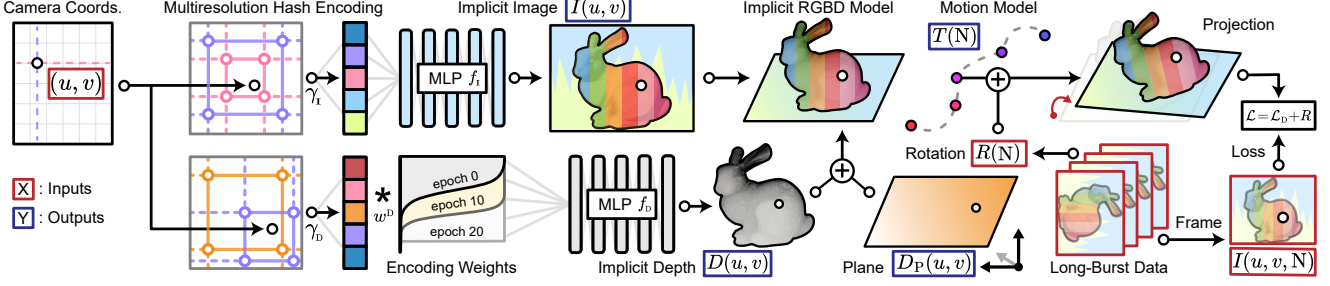 Camera Coords.
Multiresolution Hash Encoding
Implicit Image I(u, v)
Implicit RGBD Model
Motion Model
Projection
(u, v)
γI
MLP fI
T(N)
X : Inputs
Y : Outputs
γD
* wD
epoch 0
epoch 10
epoch 20
Encoding Weights
MLP fD
Implicit Depth D(u, v)
Plane DP(u, v)
Rotation R(N)
Long-Burst Data
Frame
ℒ=ℒD+R
Loss
I(u, v, N)